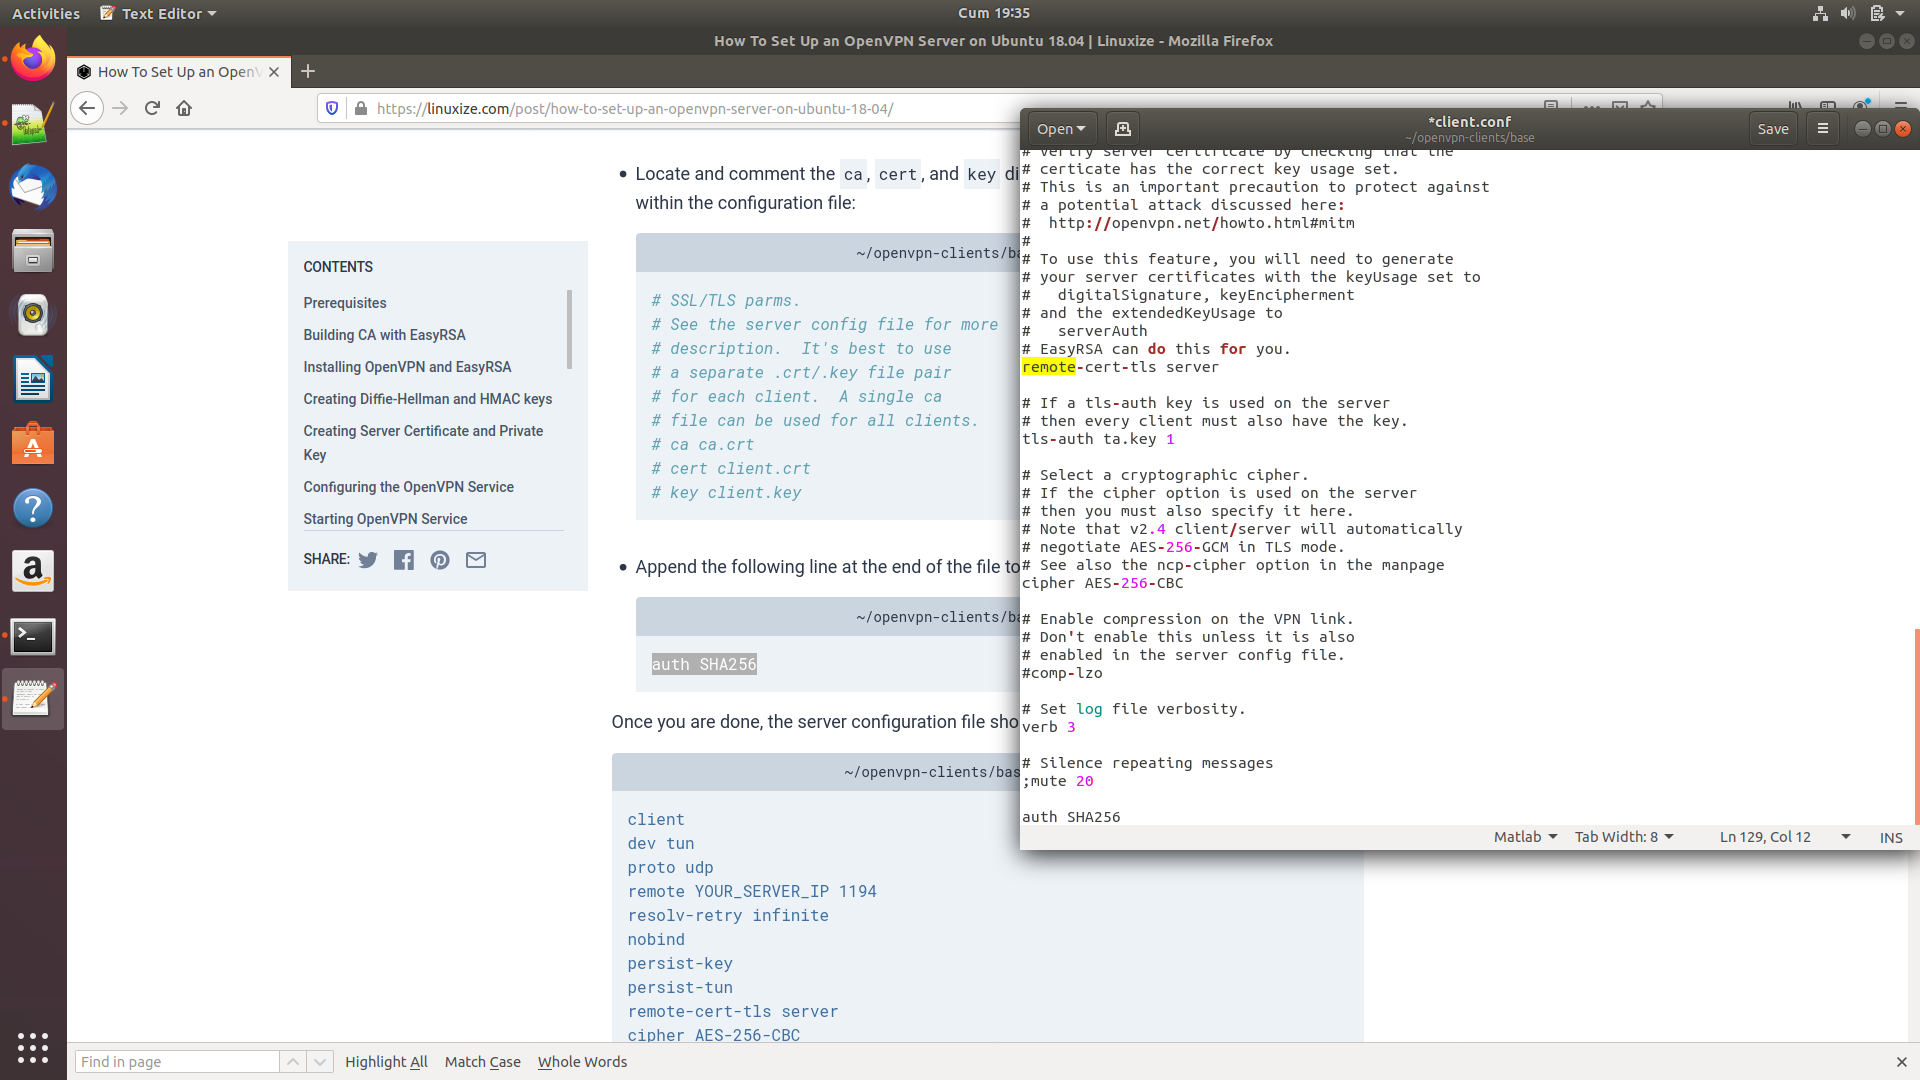 Activities
Text Editor
Cum 19:35
How To Set Up an OpenVPN Server on Ubuntu 18.04 | Linuxize - Mozilla Firefox
How To Set Up an OpenV
https://linuxize.com/post/how-to-set-up-an-openvpn-server-on-ubuntu-18-04/
CONTENTS
Prerequisites
Building CA with EasyRSA
Installing OpenVPN and EasyRSA
Creating Diffie-Hellman and HMAC keys
Creating Server Certificate and Private
Key
Configuring the OpenVPN Service
Starting OpenVPN Service
SHARE:
• Locate and comment the ca, cert, and key di
within the configuration file:
~/openvpn-clients/ba
# SSL/TLS parms.
# See the server config file for more
# description.  It's best to use
# a separate .crt/.key file pair
# for each client.  A single ca
# file can be used for all clients.
# ca ca.crt
# cert client.crt
# key client.key
• Append the following line at the end of the file to
~/openvpn-clients/ba
auth SHA256
Once you are done, the server configuration file sho
~/openvpn-clients/bas
client
dev tun
proto udp
remote YOUR_SERVER_IP 1194
resolv-retry infinite
nobind
persist-key
persist-tun
remote-cert-tls server
cipher AES-256-CBC
Open
*client.conf
~/openvpn-clients/base
Save
# Verify server certificate by checking that the
# certicate has the correct key usage set.
# This is an important precaution to protect against
# a potential attack discussed here:
#  http://openvpn.net/howto.html#mitm
#
# To use this feature, you will need to generate
# your server certificates with the keyUsage set to
#   digitalSignature, keyEncipherment
# and the extendedKeyUsage to
#   serverAuth
# EasyRSA can do this for you.
remote-cert-tls server
# If a tls-auth key is used on the server
# then every client must also have the key.
tls-auth ta.key 1
# Select a cryptographic cipher.
# If the cipher option is used on the server
# then you must also specify it here.
# Note that v2.4 client/server will automatically
# negotiate AES-256-GCM in TLS mode.
# See also the ncp-cipher option in the manpage
cipher AES-256-CBC
# Enable compression on the VPN link.
# Don't enable this unless it is also
# enabled in the server config file.
#comp-lzo
# Set log file verbosity.
verb 3
# Silence repeating messages
;mute 20
auth SHA256
Matlab
Tab Width: 8
Ln 129, Col 12
INS
Find in page
Highlight All
Match Case
Whole Words